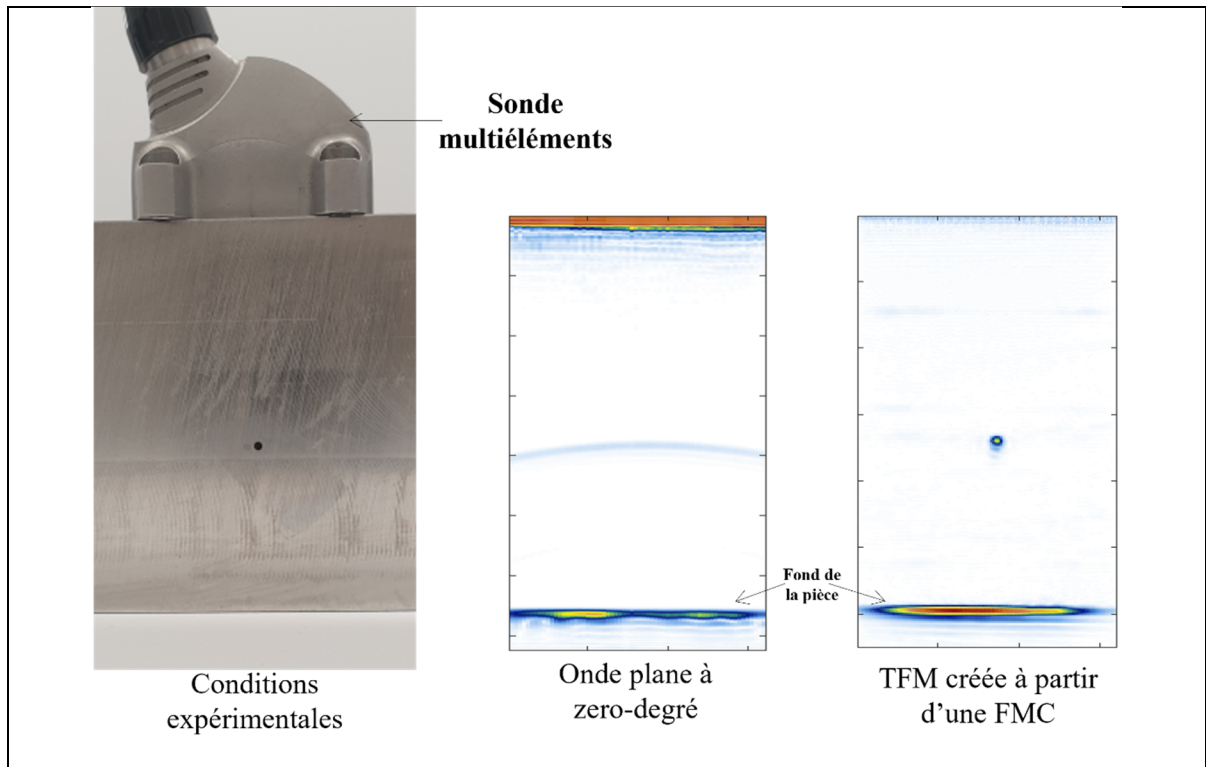 Sonde
multiéléments
Fond de
la pièce
Conditions
expérimentales
Onde plane à
zero-degré
TFM créée à partir
d'une FMC